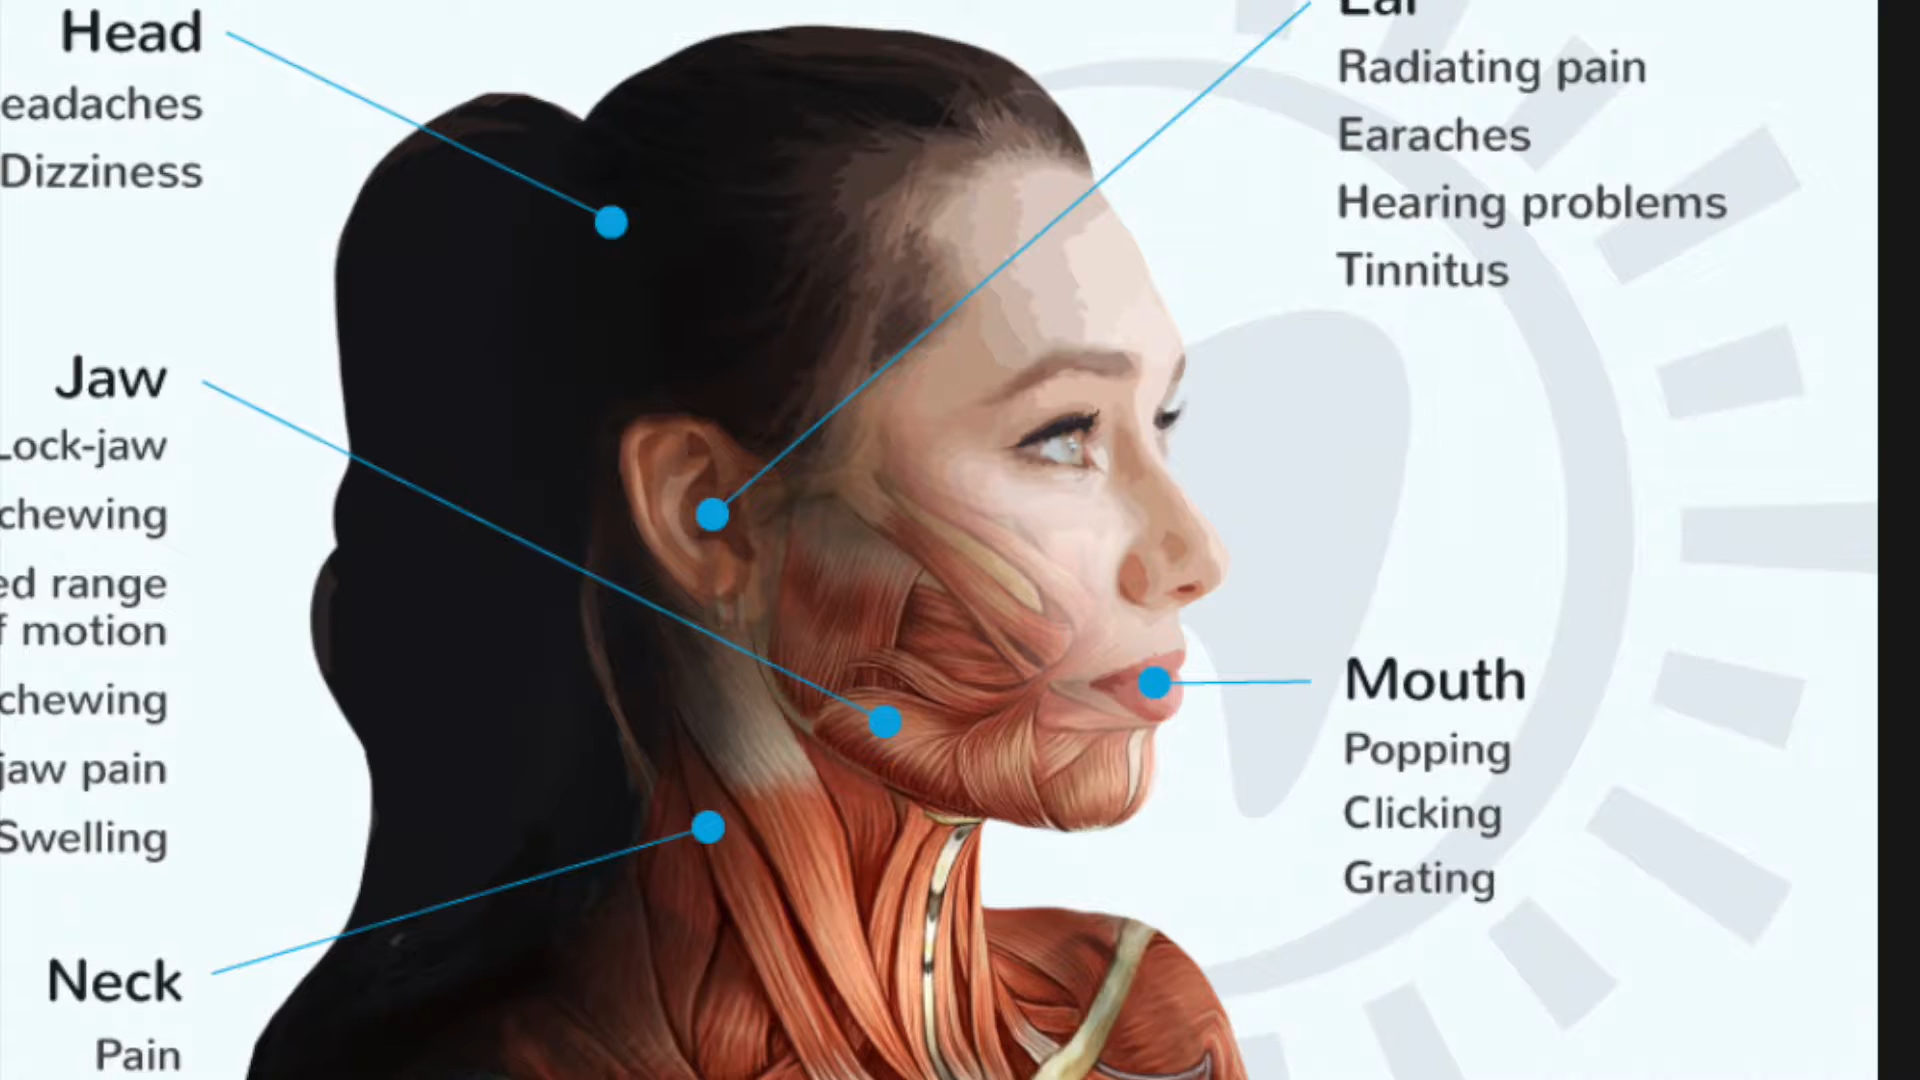 Head
eadaches
Dizziness
Jaw
Lock-jaw
chewing
ed range
f motion
chewing
jaw pain
Swelling
Neck
Pain
Ear
Radiating pain
Earaches
Hearing problems
Tinnitus
Mouth
Popping
Clicking
Grating